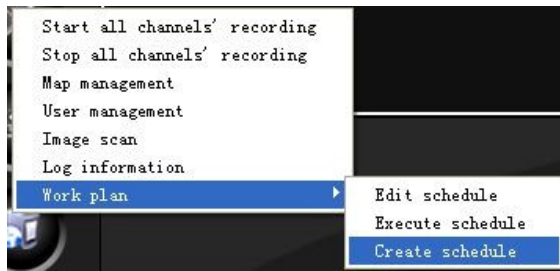 Start all channels' recording
Stop all channels' recording
Map management
User management
Image scan
Log information
Work plan
Edit schedule
Execute schedule
Create schedule